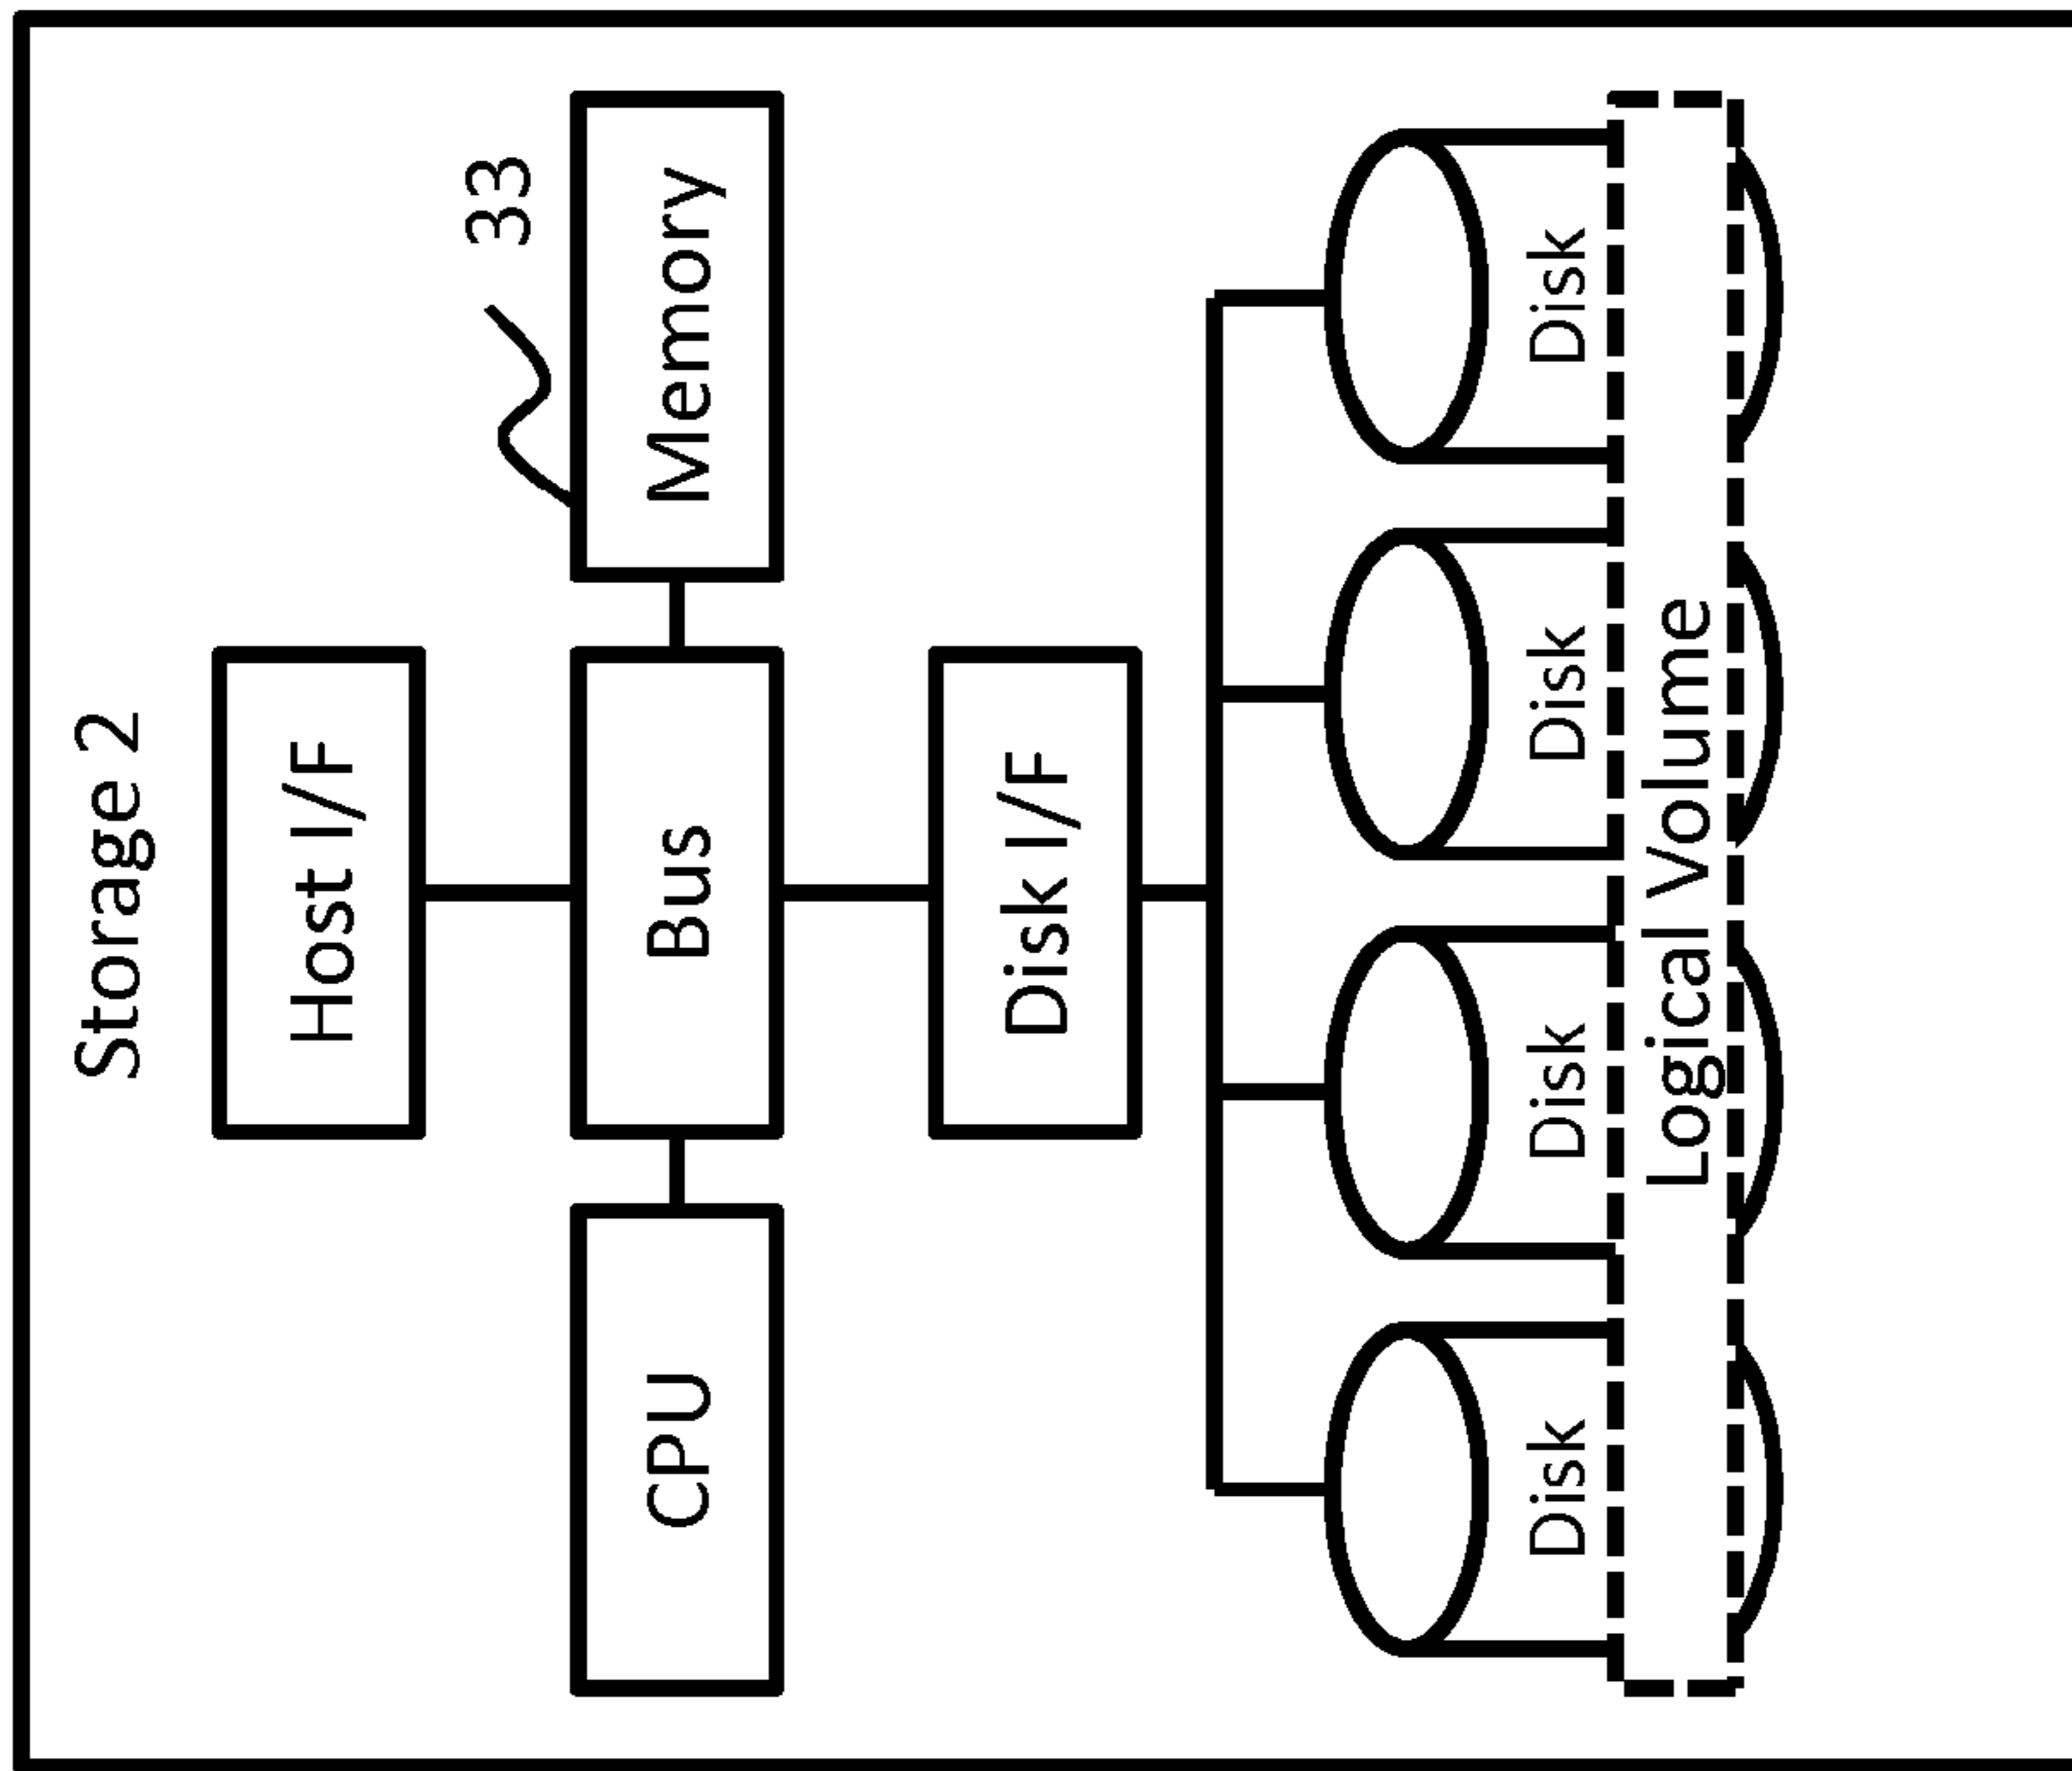 Storage 2
Host I/F
33
CPU
Bus
Memory
Disk I/F
Disk
Disk
Disk
Disk
Logical Volume